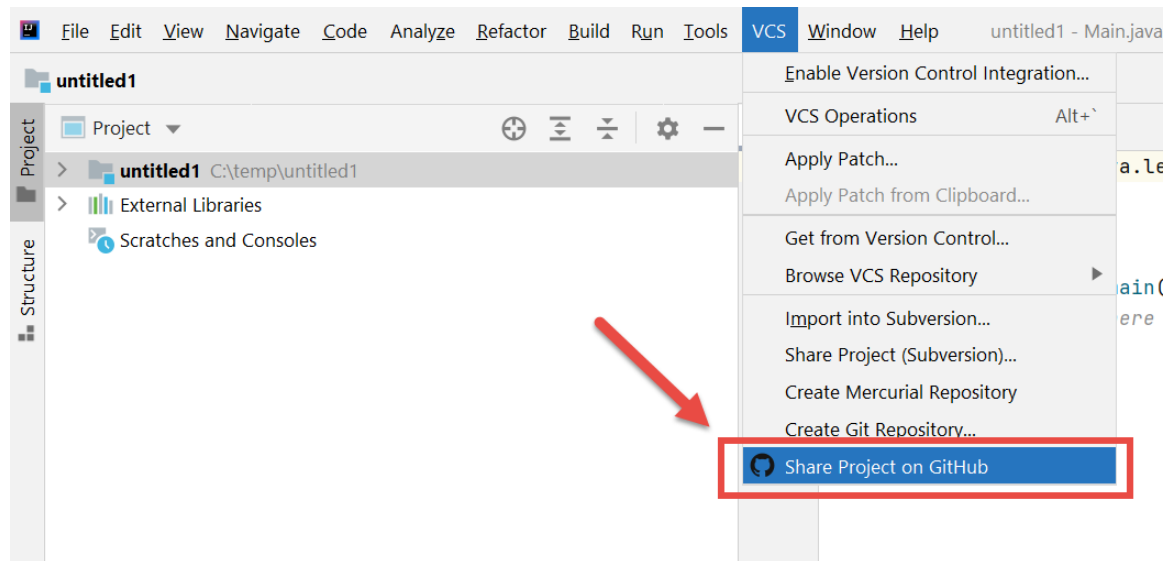 File Edit View Navigate Code Analyze Refactor Build Run Tools VCS Window Help untitled1 - Main.java
untitled1
Project
untitled1 C:\temp\untitled1
External Libraries
Scratches and Consoles
Project
Structure
Enable Version Control Integration...
VCS Operations Alt+`
Apply Patch...
Apply Patch from Clipboard...
Get from Version Control...
Browse VCS Repository
Import into Subversion...
Share Project (Subversion)...
Create Mercurial Repository
Create Git Repository...
Share Project on GitHub
a.le
ain(
ere